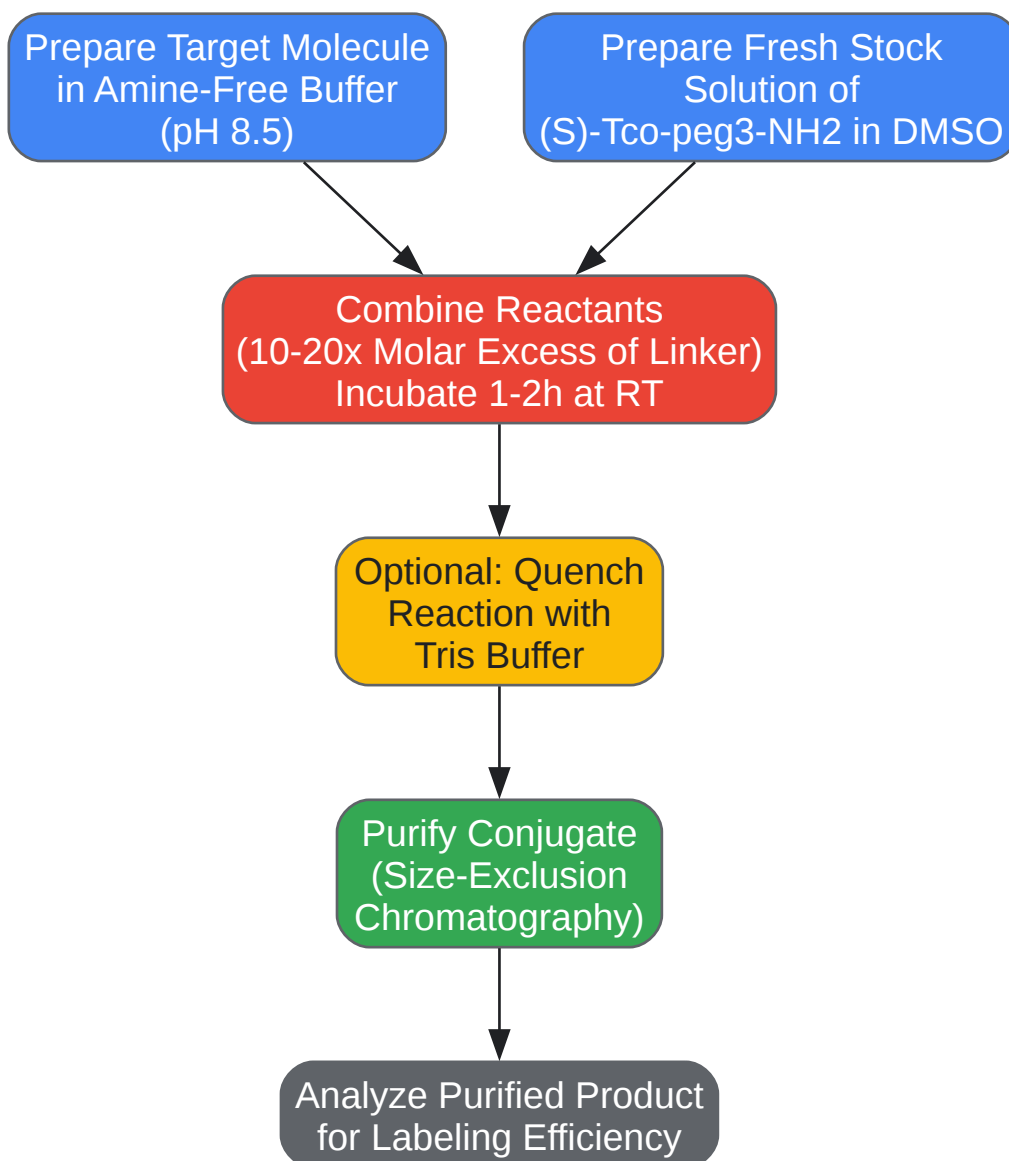 Prepare Target Molecule
in Amine-Free Buffer
(pH 8.5)
Prepare Fresh Stock
Solution of
(S)-Tco-peg3-NH2 in DMSO
Combine Reactants
(10-20x Molar Excess of Linker)
Incubate 1-2h at RT
Optional: Quench
Reaction with
Tris Buffer
Purify Conjugate
(Size-Exclusion
Chromatography)
Analyze Purified Product
for Labeling Efficiency